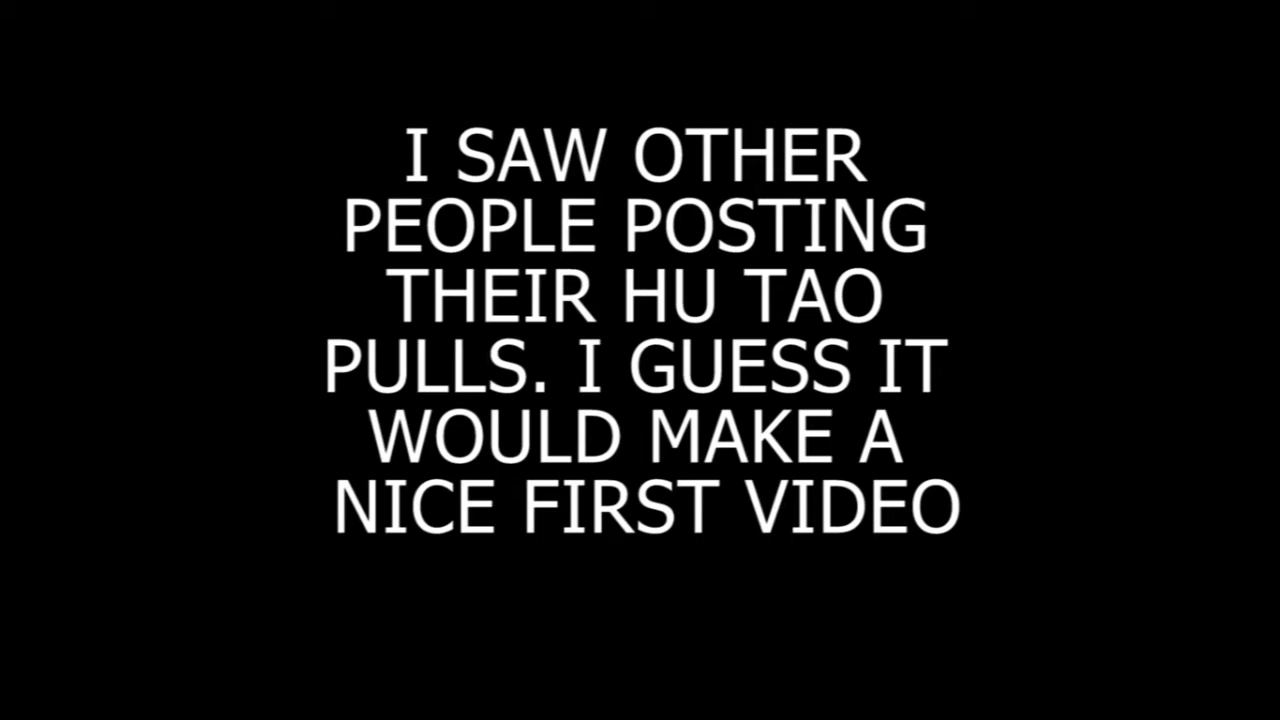 I SAW OTHER
PEOPLE POSTING
THEIR HU TAO
PULLS. I GUESS IT
WOULD MAKE A
NICE FIRST VIDEO